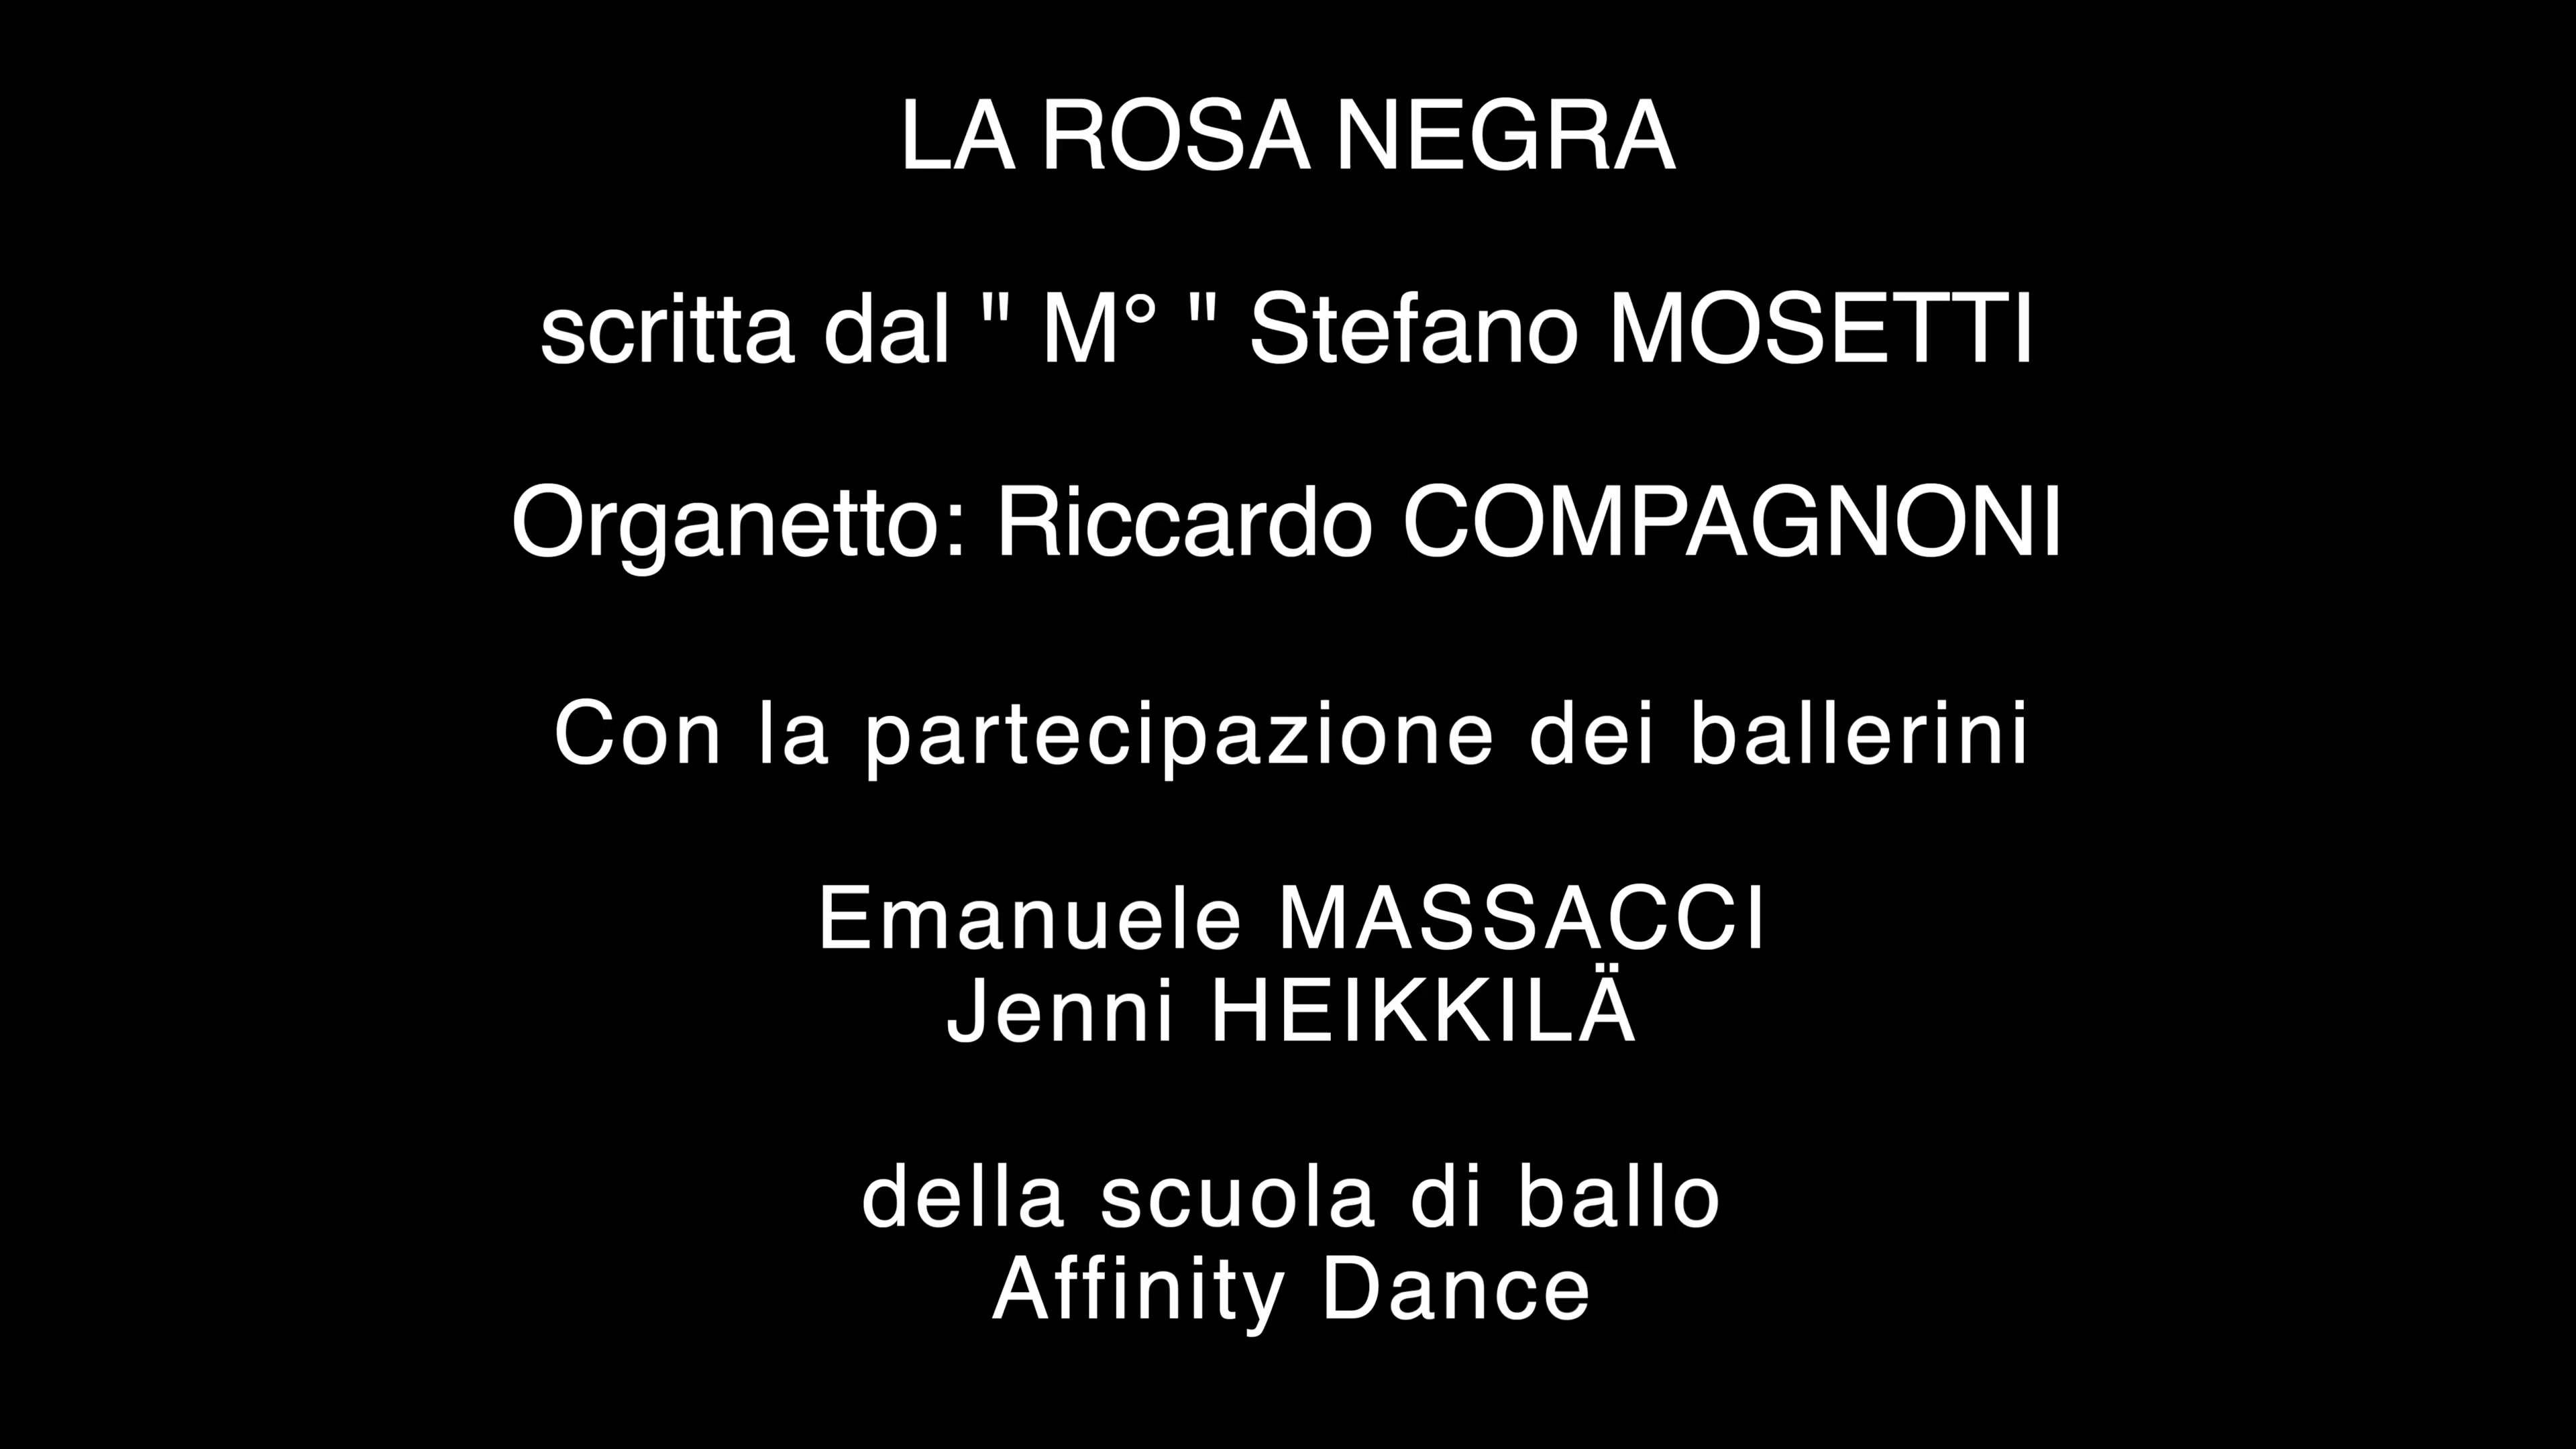 LA ROSA NEGRA
scritta dal " M° " Stefano MOSETTI
Organetto: Riccardo COMPAGNONI
Con la partecipazione dei ballerini
Emanuele MASSACCI
Jenni HEIKKILÄ
della scuola di ballo
Affinity Dance